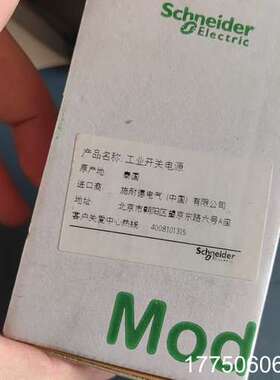 Schneider
Electric
产品名称: 工业开关电源
原产地: 泰国
进口商 施耐德电气（中国）有限公司
地址 北京市朝阳区望京东路六号A座
客户关爱中心热线 4008101315
Schneider
Electric
Mod
17750606